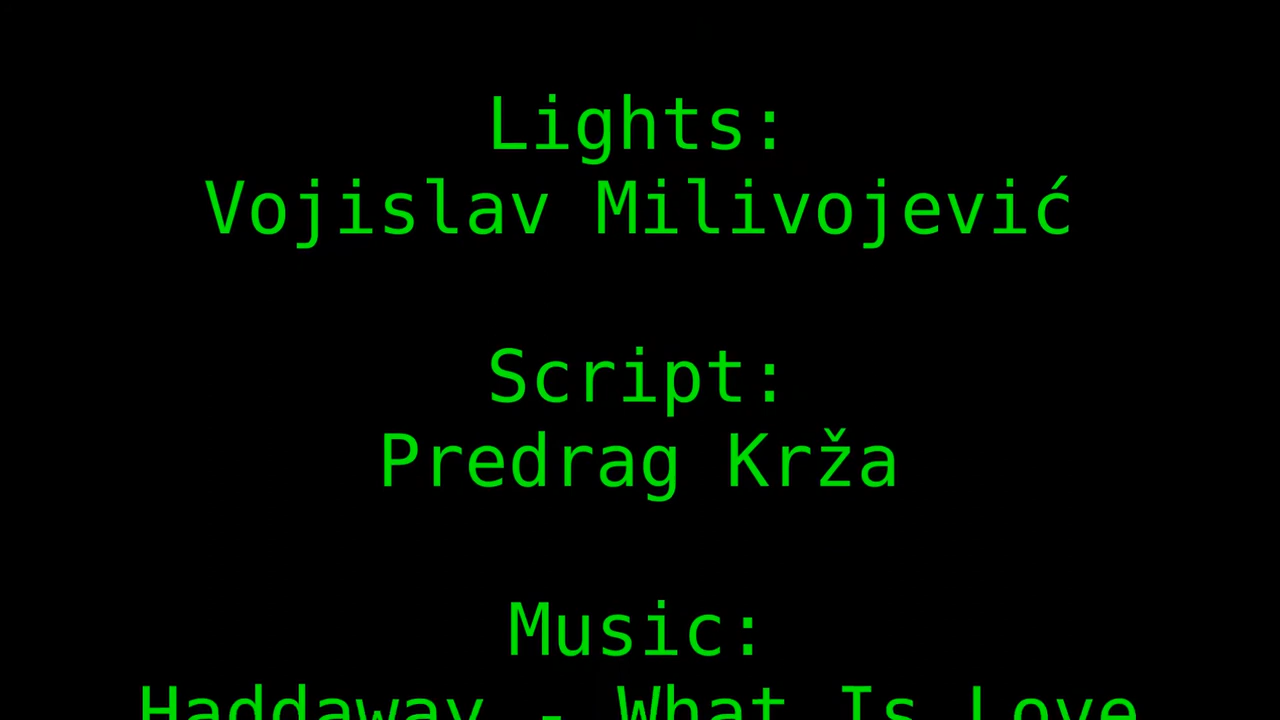 Lights:
Vojislav Milivojević
Script:
Predrag Krža
Music:
Haddaway - What Is Love